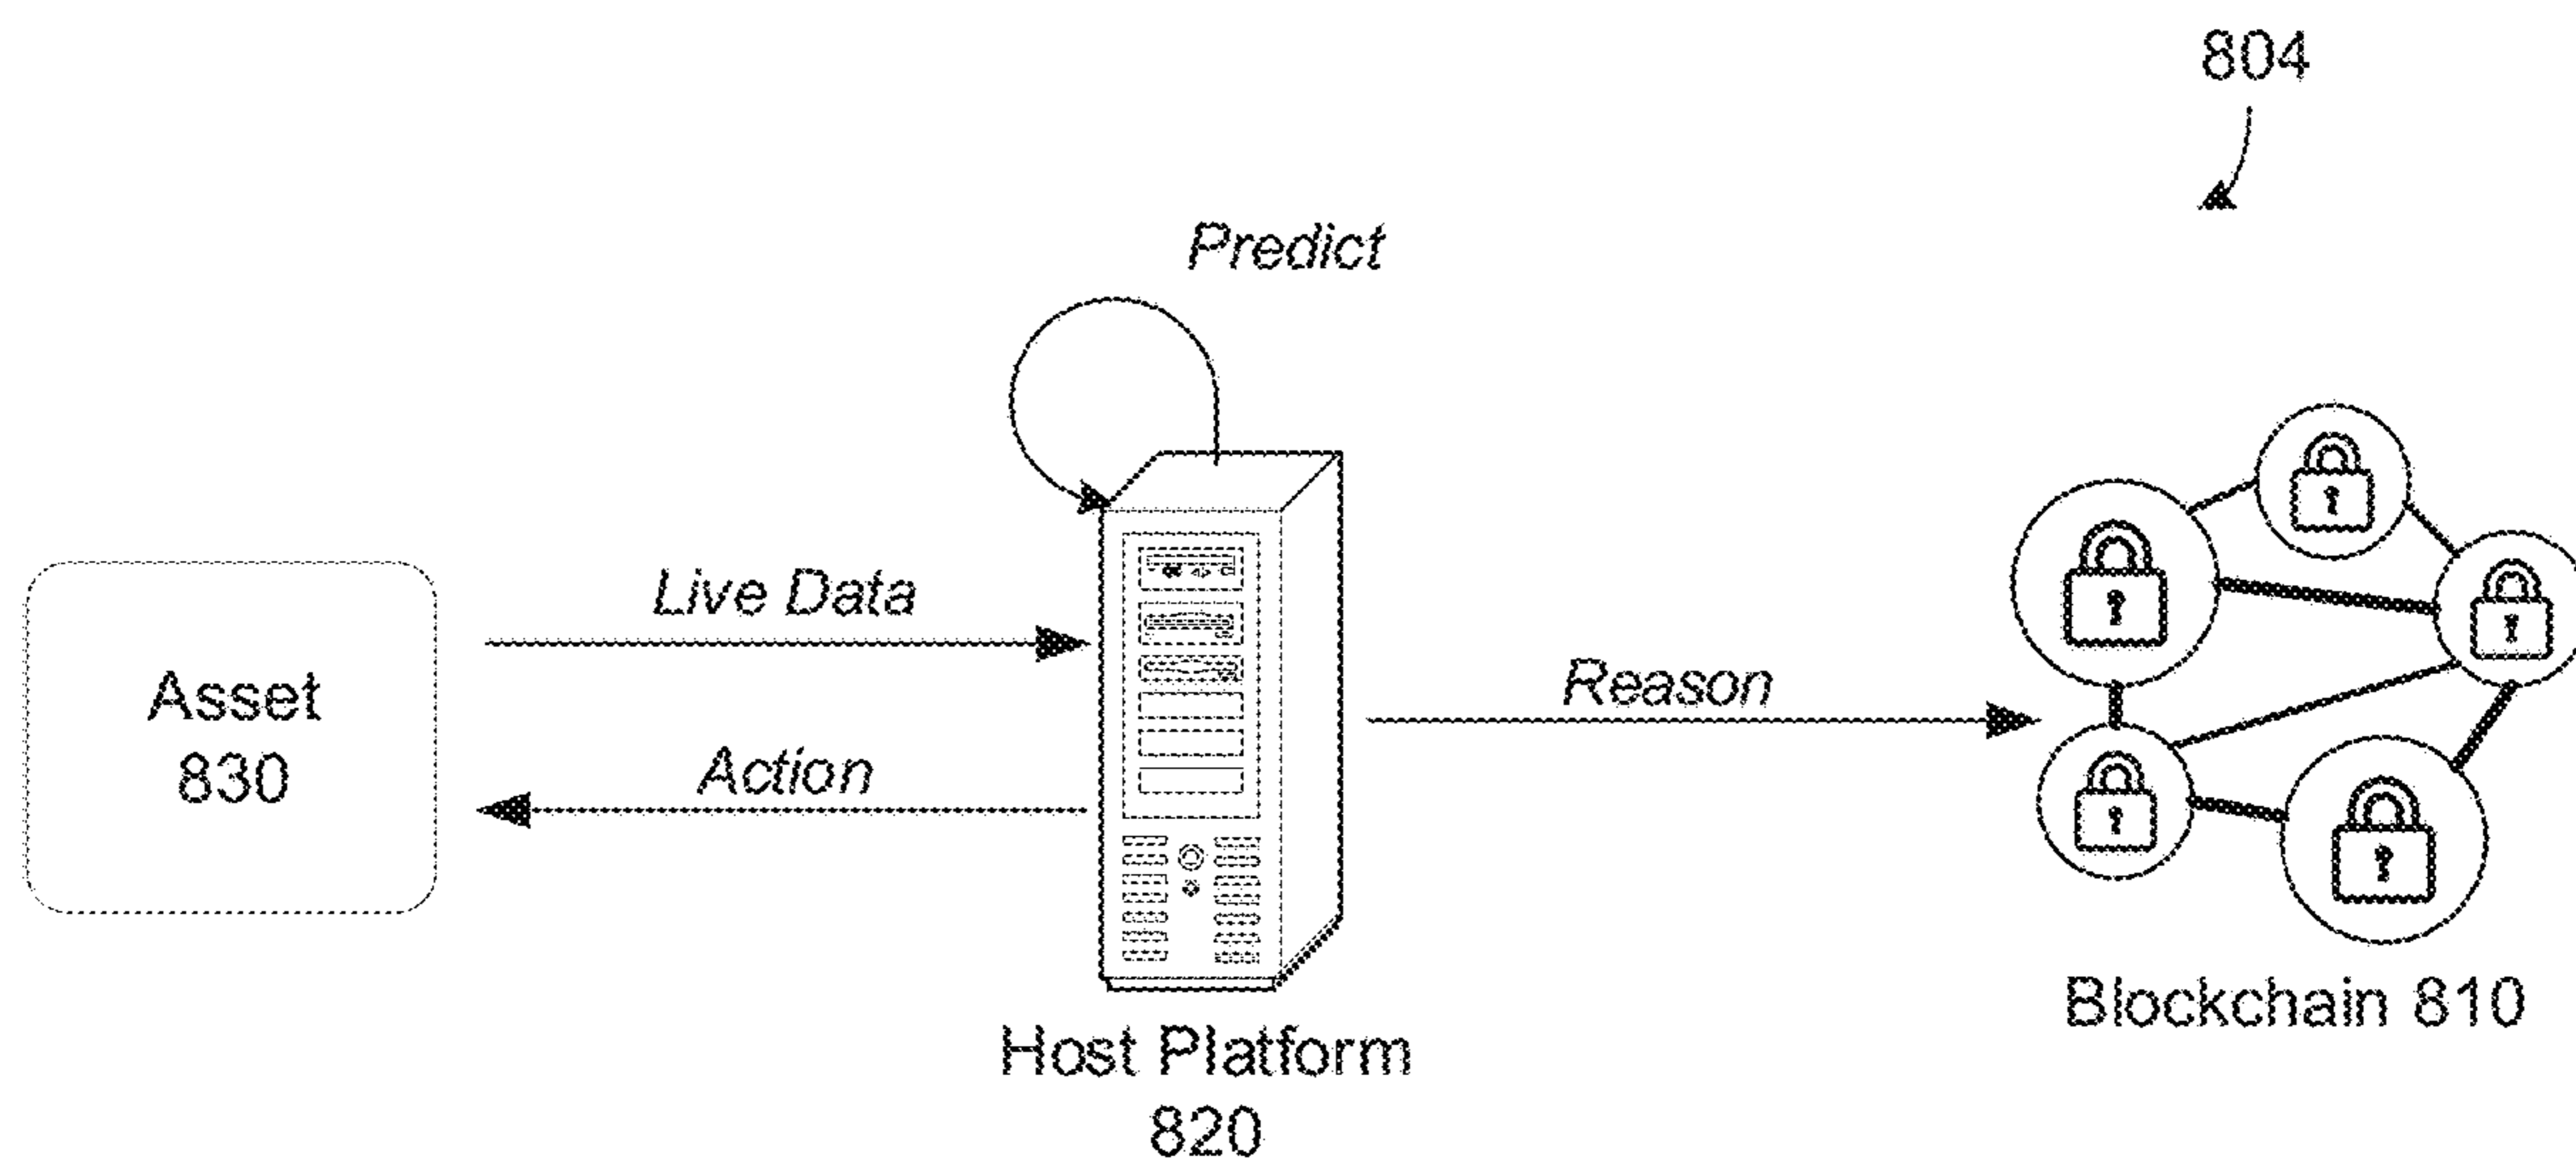 804
Predict
Live Data
Asset
830
Action
Reason
Host Platform
820
Blockchain 810